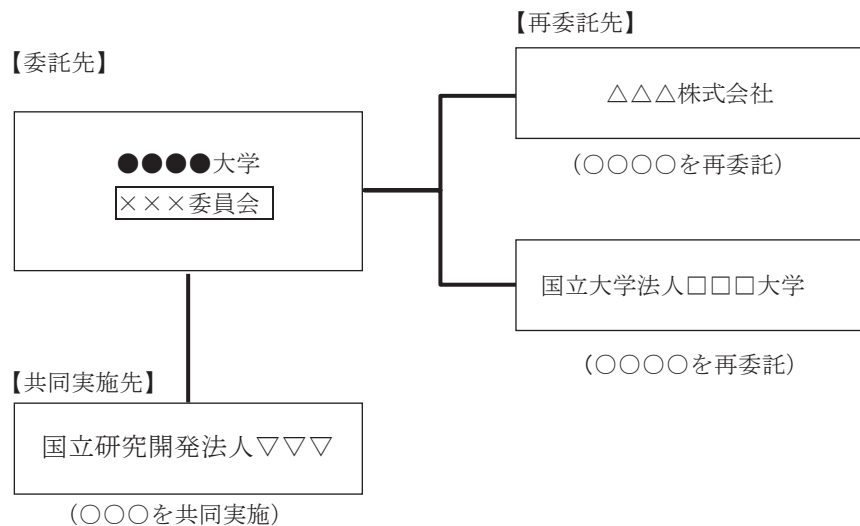 【委託先】
●●●●大学
×××委員会
【再委託先】
△△△株式会社
(○○○○を再委託)
国立大学法人□□□大学
(○○○○を再委託)
【共同実施先】
国立研究開発法人▽▽▽
(○○○を共同実施)